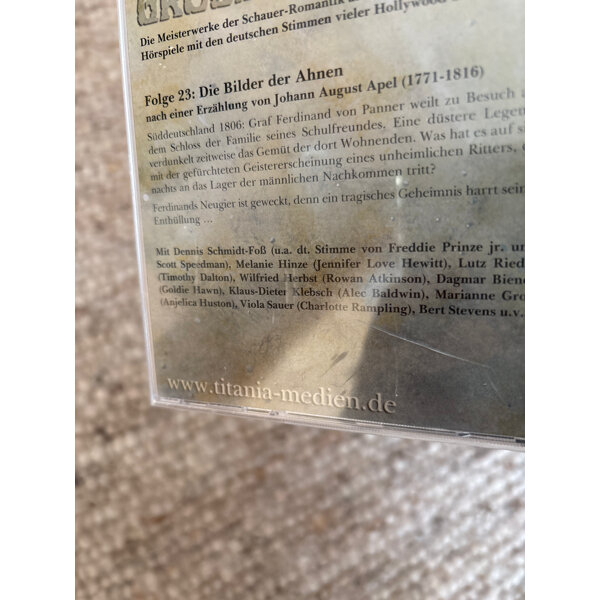 Die Meisterwerke der Schauer-Romantik
Hörspiele mit den deutschen Stimmen vieler Hollywood
Folge 23: Die Bilder der Ahnen
nach einer Erzählung von Johann August Apel (1771-1816)
Süddeutschland 1806: Graf Ferdinand von Panner weilt zu Besuch
dem Schloss der Familie seines Schulfreundes. Eine düstere
verdunkelt zeitweise das Gemüt der dort Wohnenden. Was hat es auf
mit der gefürchteten Geistererscheinung eines unheimlichen Ritters,
nachts an das Lager der männlichen Nachkommen tritt?
Ferdinands Neugier ist geweckt, denn ein tragisches Geheimnis harrt
Enthüllung ...
Mit Dennis Schmidt-Foß (u.a. dt. Stimme von Freddie Prinze jr.
Scott Speedman), Melanie Hinze (Jennifer Love Hewitt), Lutz
(Timothy Dalton), Wilfried Herbst (Rowan Atkinson), Dagmar
(Goldie Hawn), Klaus-Dieter Klebsch (Alec Baldwin), Marianne
(Anjelica Huston), Viola Sauer (Charlotte Rampling), Bert Stevens u.v.
www.titania-medien.de